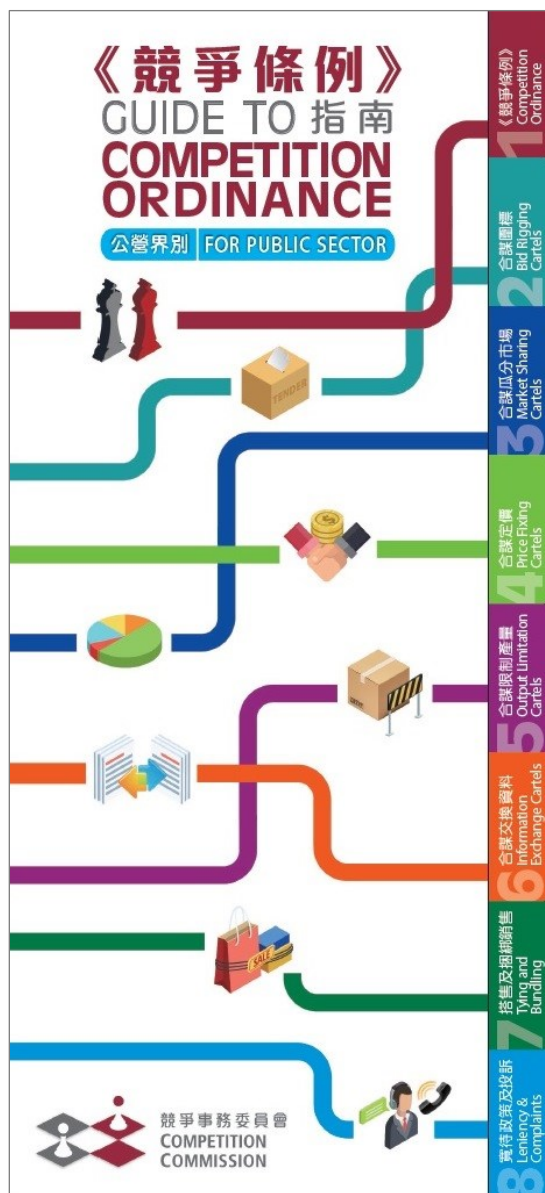 《競爭條例》
GUIDE TO 指南
COMPETITION
ORDINANCE
公營界別 FOR PUBLIC SECTOR
1
《競爭條例》
Competition
Ordinance
2
合謀圍標
Bid Rigging
Cartels
3
合謀瓜分市場
Market Sharing
Cartels
4
合謀定價
Price Fixing
Cartels
5
合謀限制產量
Output Limitation
Cartels
6
合謀交換資料
Information
Exchange Cartels
7
搭售及捆綁銷售
Tying and
Bundling
8
寬待政策及投訴
Leniency &
Complaints
TENDER
SALE
競爭事務委員會
COMPETITION
COMMISSION